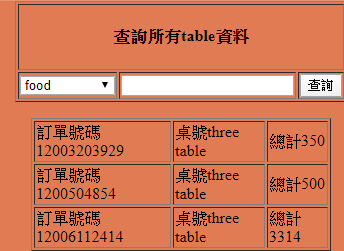 查詢所有table資料
food
查詢
訂單號碼
12003203929
桌號three
table
總計350
訂單號碼
1200504854
桌號three
table
總計500
訂單號碼
12006112414
桌號three
table
總計
3314